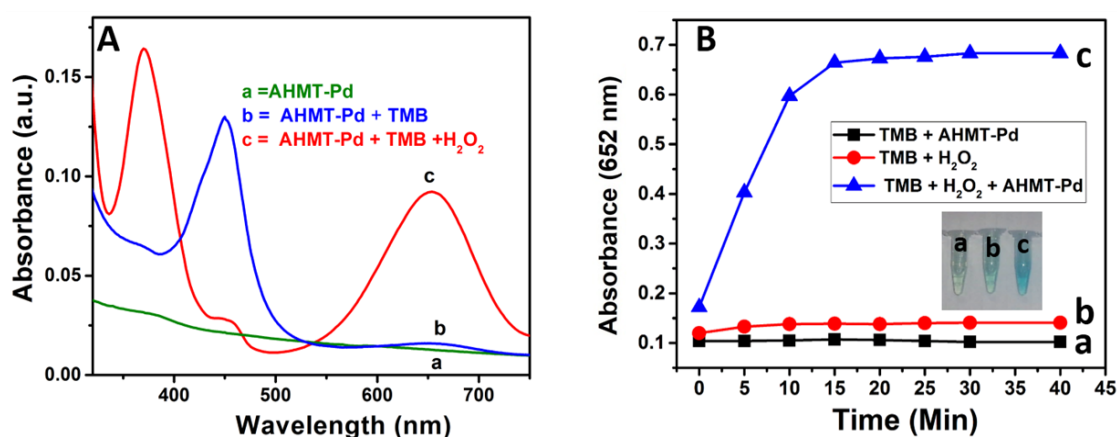 A
a =AHMT-Pd
b = AHMT-Pd + TMB
c = AHMT-Pd + TMB +H₂O₂
c
b
a
0.15
0.10
0.05
0.00
400
500
600
700
Absorbance (a.u.)
Wavelength (nm)
B
c
TMB + AHMT-Pd
TMB + H₂O₂
TMB + H₂O₂ + AHMT-Pd
a b c
b
a
0.7
0.6
0.5
0.4
0.3
0.2
0.1
0 5 10 15 20 25 30 35 40 45
Absorbance (652 nm)
Time (Min)